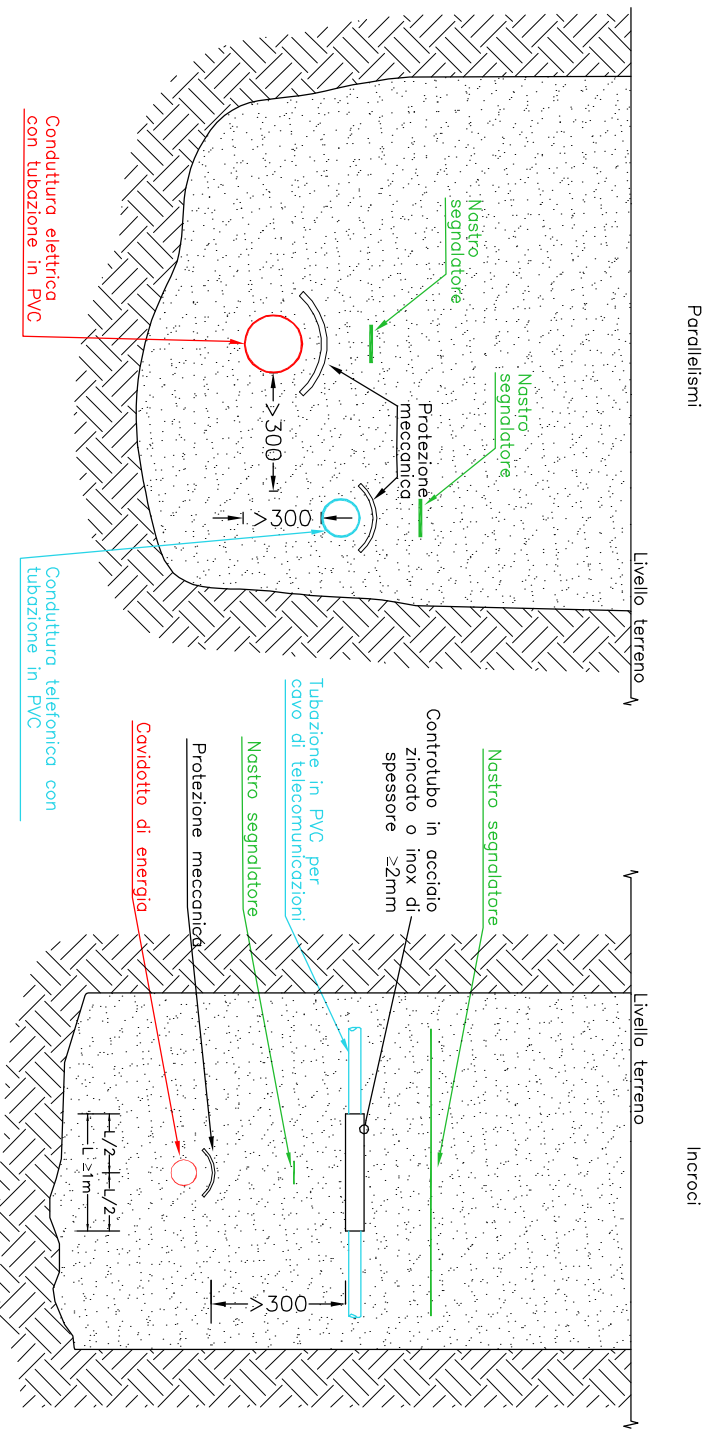 Parallelismi
Livello terreno
Nastro
segnalatore
Nastro
segnalatore
Protezione
meccanica
>300
>300
Conduttura elettrica
con tubazione in PVC
Conduttura telefonica con
tubazione in PVC
Incroci
Livello terreno
Nastro segnalatore
Controtubo in acciaio
zincato o inox di
spessore ≥2mm
Tubazione in PVC per
cavo di telecomunicazioni
Nastro segnalatore
Protezione meccanica
Cavidotto di energia
>300
L/2
L/2
L ≥1m